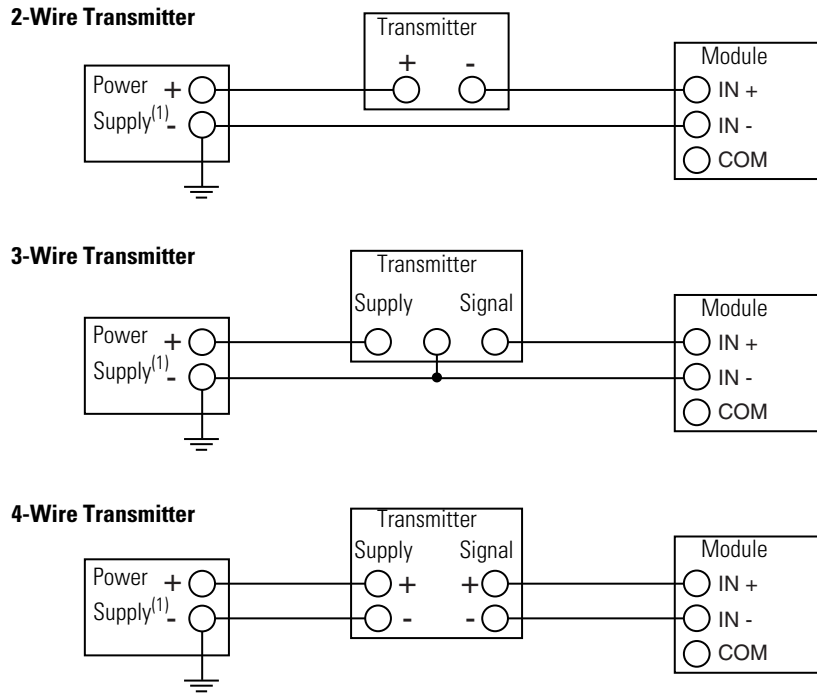 2-Wire Transmitter
Transmitter
+ -
Module
Power +
Supply(1) -
IN +
IN -
COM
3-Wire Transmitter
Transmitter
Supply Signal
Module
Power +
Supply(1) -
IN +
IN -
COM
4-Wire Transmitter
Transmitter
Supply Signal
Module
Power +
Supply(1) -
+ +
- -
IN +
IN -
COM